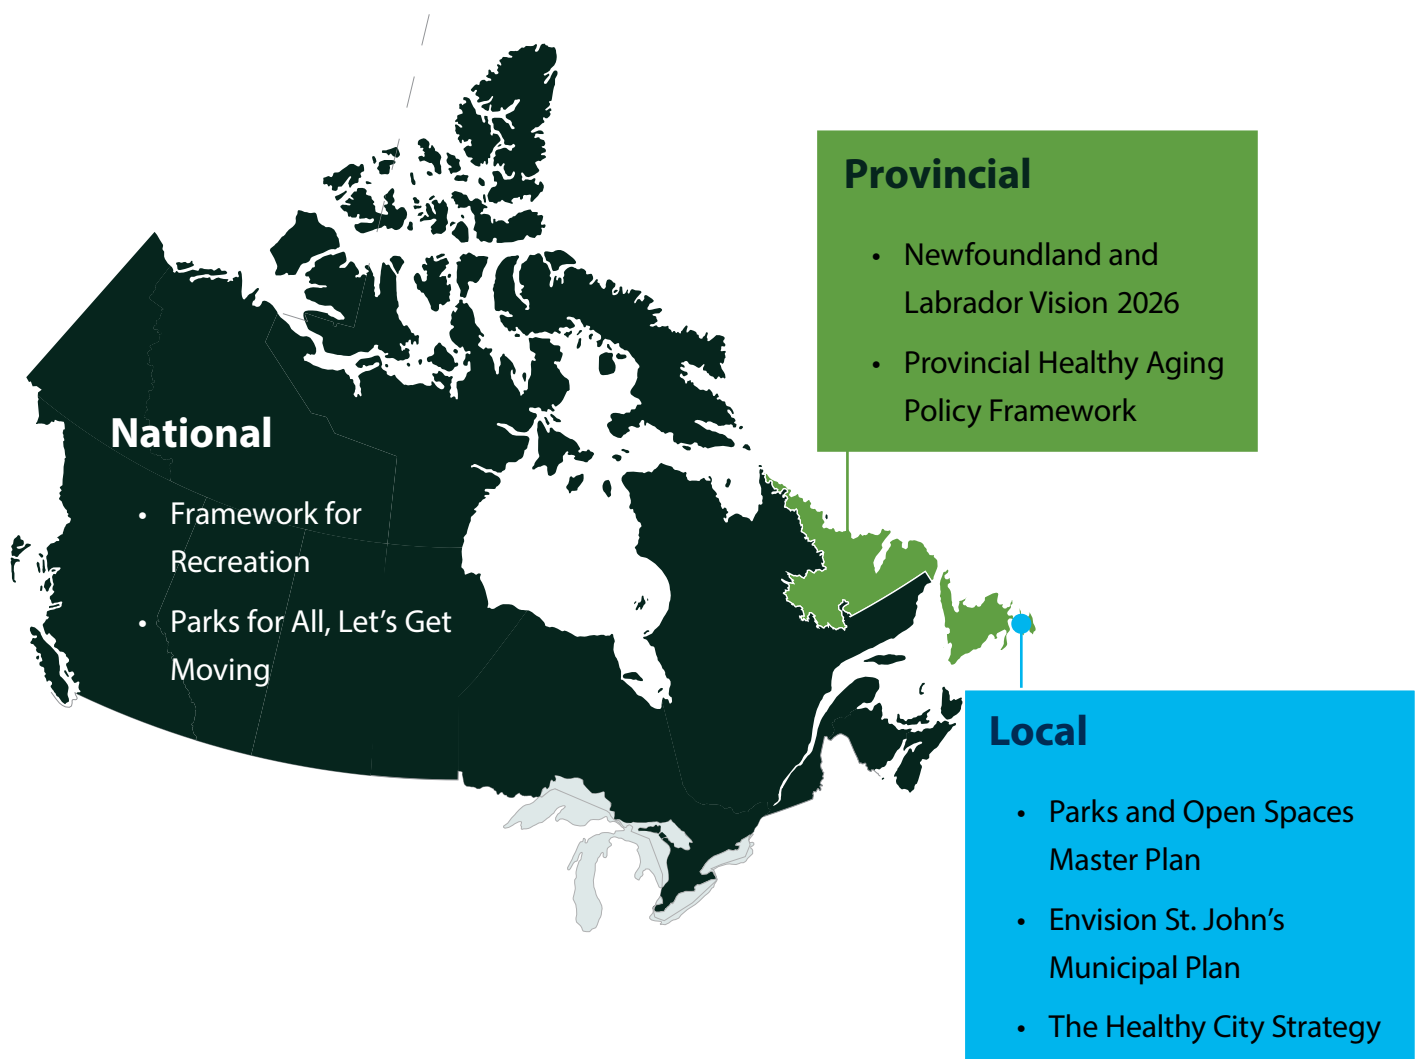 National
• Framework for
Recreation
• Parks for All, Let’s Get
Moving
Provincial
• Newfoundland and
Labrador Vision 2026
• Provincial Healthy Aging
Policy Framework
Local
• Parks and Open Spaces
Master Plan
• Envision St. John’s
Municipal Plan
• The Healthy City Strategy